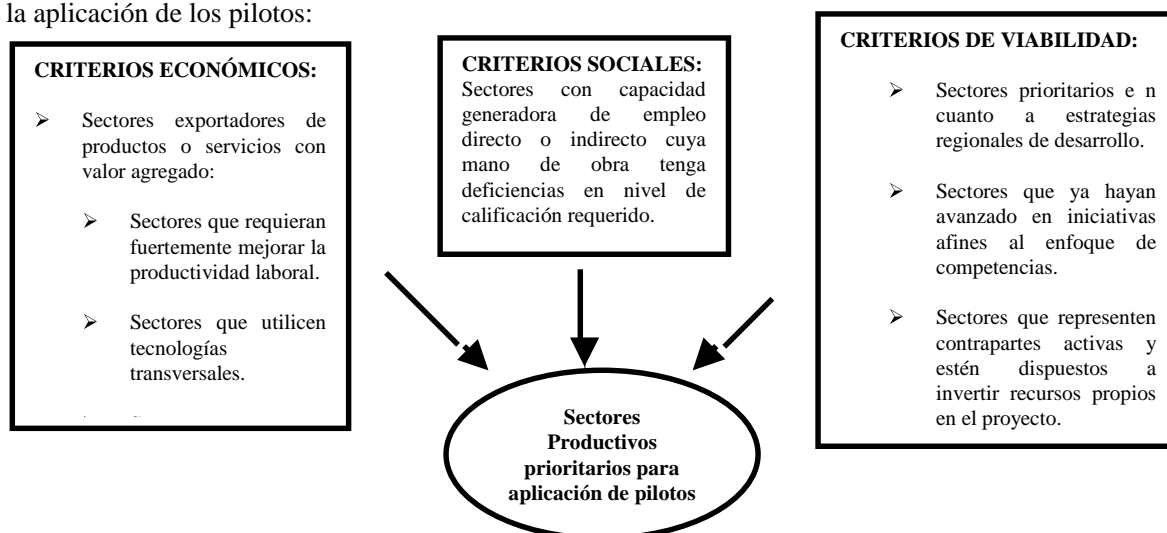 la aplicación de los pilotos:
CRITERIOS ECONÓMICOS:
➢ Sectores exportadores de
productos o servicios con
valor agregado:
➢ Sectores que requieran
fuertemente mejorar la
productividad laboral.
➢ Sectores que utilicen
tecnologías
transversales.
CRITERIOS SOCIALES:
Sectores con capacidad
generadora de empleo
directo o indirecto cuya
mano de obra tenga
deficiencias en nivel de
calificación requerido.
CRITERIOS DE VIABILIDAD:
➢ Sectores prioritarios e n
cuanto a estrategias
regionales de desarrollo.
➢ Sectores que ya hayan
avanzado en iniciativas
afines al enfoque de
competencias.
➢ Sectores que representen
contrapartes activas y
estén dispuestos a
invertir recursos propios
en el proyecto.
Sectores
Productivos
prioritarios para
aplicación de pilotos